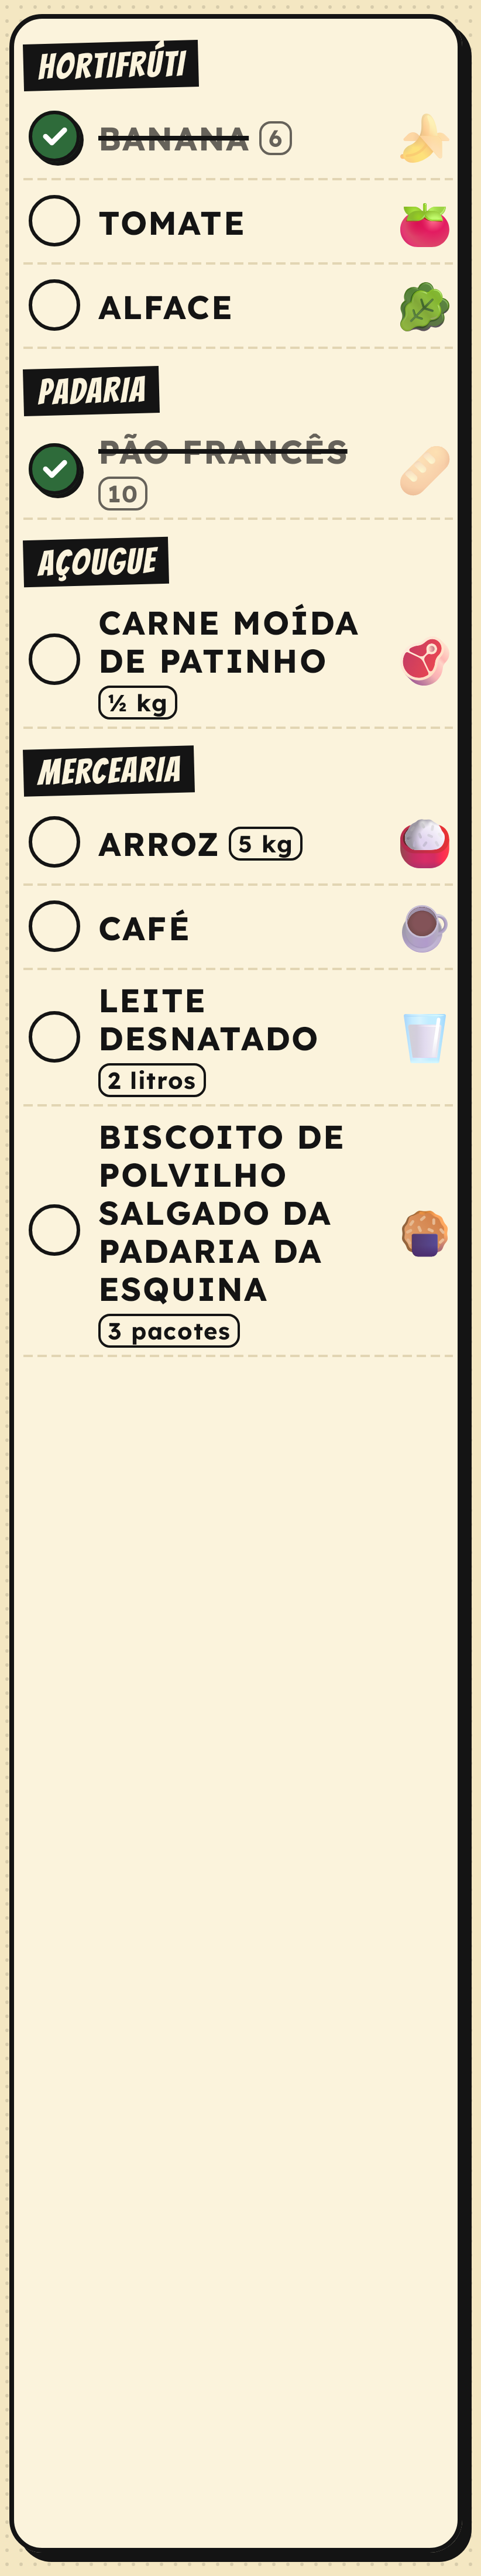 HORTIFRÚTI
BANANA 6
TOMATE
ALFACE
PADARIA
PÃO FRANCÊS
10
AÇOUGUE
CARNE MOÍDA
DE PATINHO
½ kg
MERCEARIA
ARROZ 5 kg
CAFÉ
LEITE
DESNATADO
2 litros
BISCOITO DE
POLVILHO
SALGADO DA
PADARIA DA
ESQUINA
3 pacotes